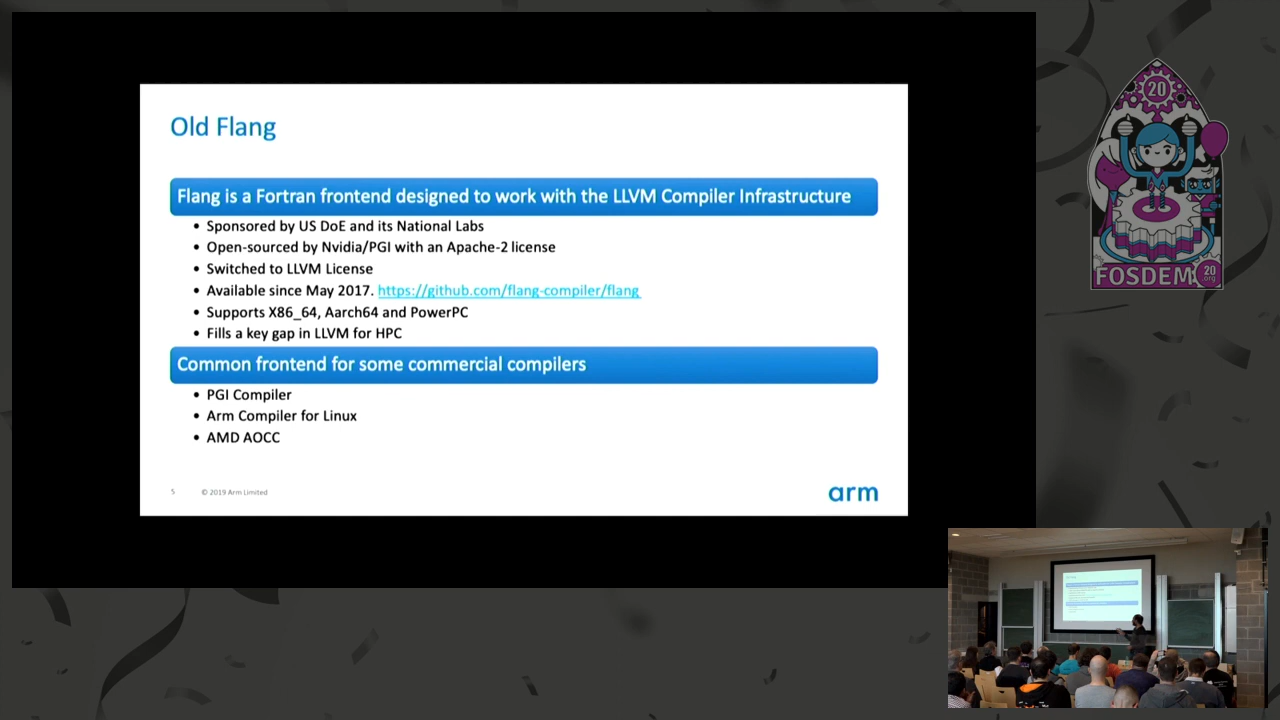 Old Flang
Flang is a Fortran frontend designed to work with the LLVM Compiler Infrastructure
• Sponsored by US DoE and its National Labs
• Open-sourced by Nvidia/PGI with an Apache-2 license
• Switched to LLVM License
• Available since May 2017. https://github.com/flang-compiler/flang
• Supports X86_64, Aarch64 and PowerPC
• Fills a key gap in LLVM for HPC
Common frontend for some commercial compilers
• PGI Compiler
• Arm Compiler for Linux
• AMD AOCC
5 © 2019 Arm Limited
arm
20
FOSDEM
20
.org